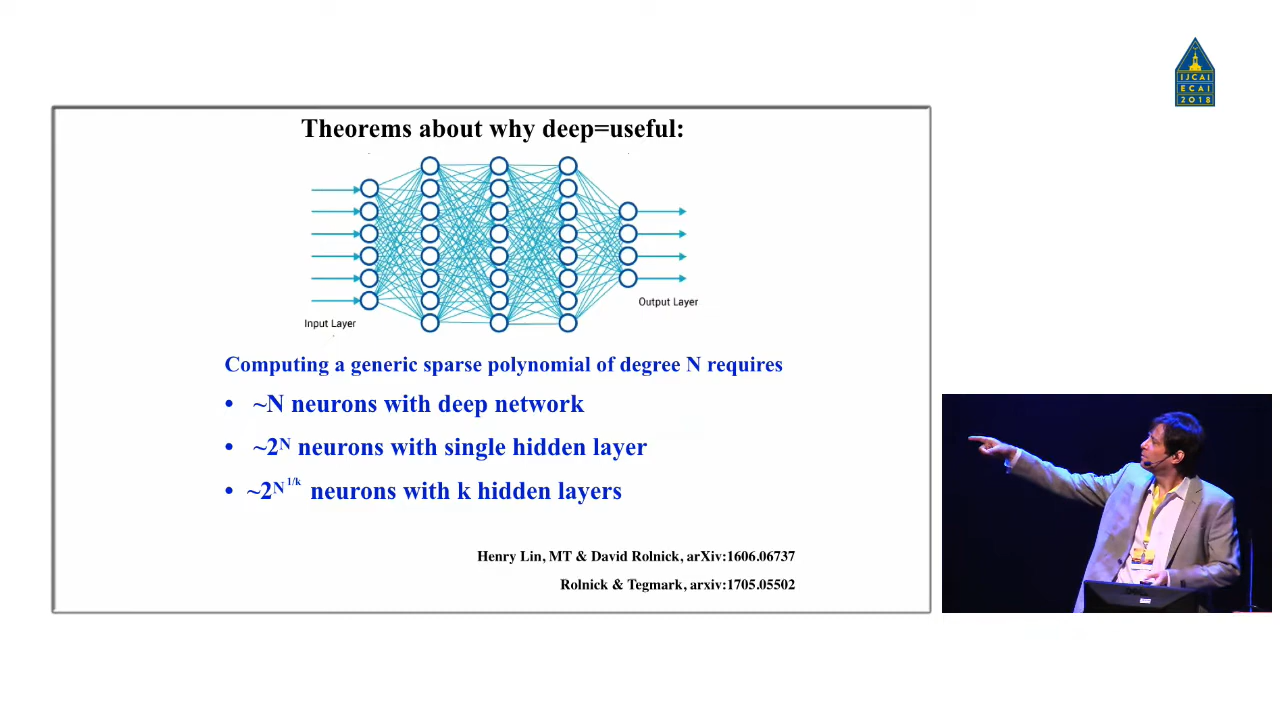 IJCAI
ECAI
2018
Theorems about why deep=useful:
Output Layer
Input Layer
Computing a generic sparse polynomial of degree N requires
• ~N neurons with deep network
• ~2ᴺ neurons with single hidden layer
• ~2ᴺ^1/k neurons with k hidden layers
Henry Lin, MT & David Rolnick, arXiv:1606.06737
Rolnick & Tegmark, arxiv:1705.05502